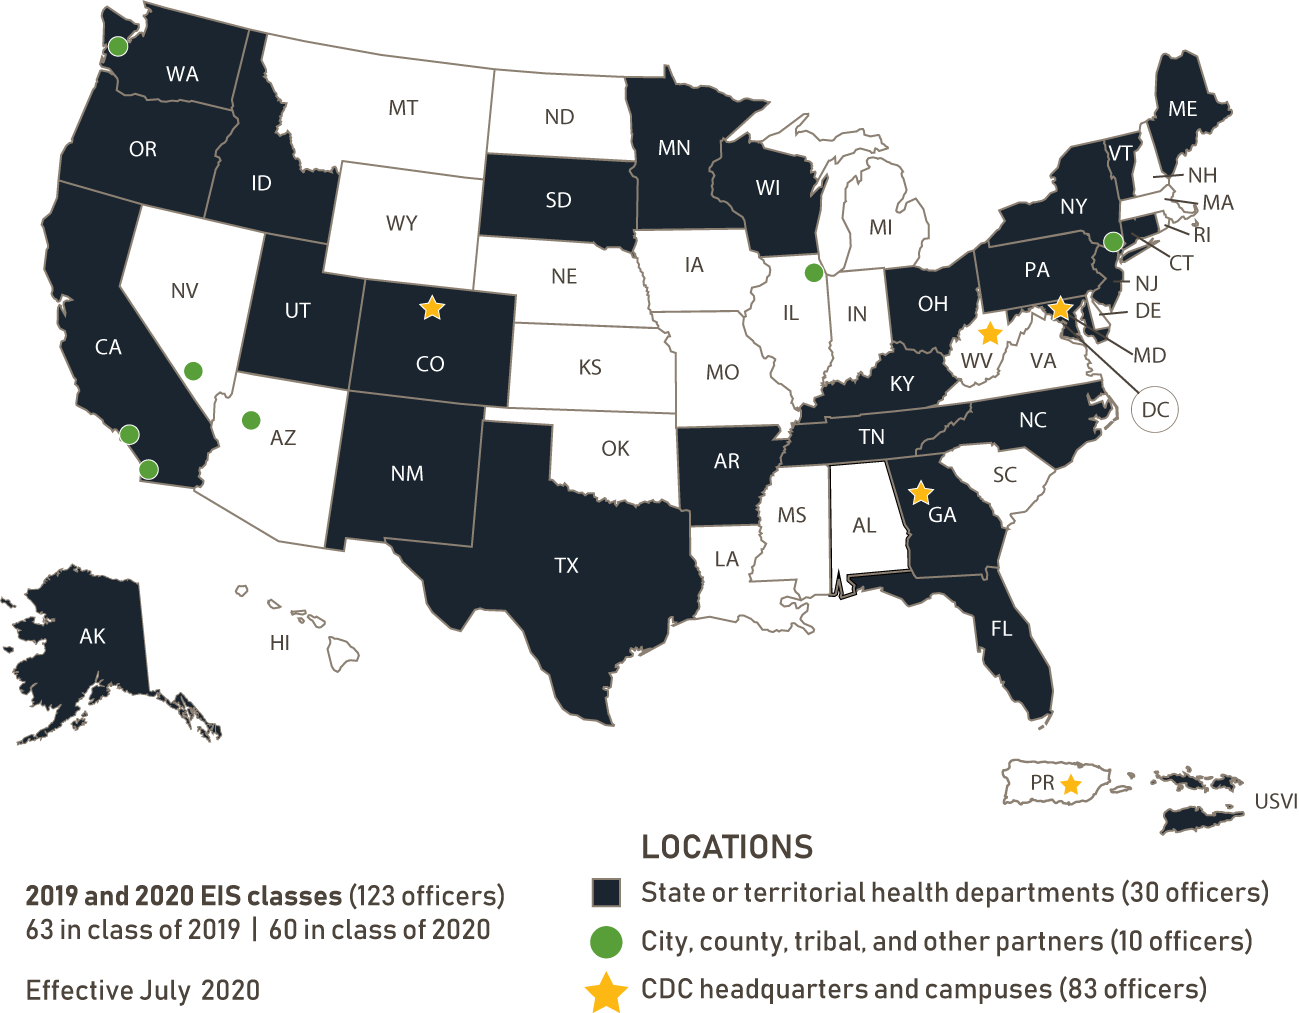 WA
MT
ND
MN
ME
OR
VT
ID
SD
WI
NH
WY
NY
MA
MI
RI
IA
CT
NE
PA
NV
NJ
UT
IL
IN
OH
DE
CA
CO
KS
MO
KY
WV
VA
MD
DC
AZ
OK
TN
NC
NM
AR
SC
MS
AL
GA
TX
LA
AK
HI
FL
PR
USVI
LOCATIONS
2019 and 2020 EIS classes (123 officers)
63 in class of 2019 | 60 in class of 2020
Effective July 2020
State or territorial health departments (30 officers)
City, county, tribal, and other partners (10 officers)
CDC headquarters and campuses (83 officers)